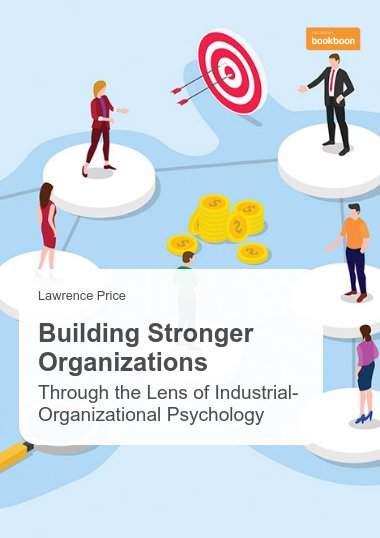 bookboon
Lawrence Price
Building Stronger
Organizations
Through the Lens of Industrial-
Organizational Psychology